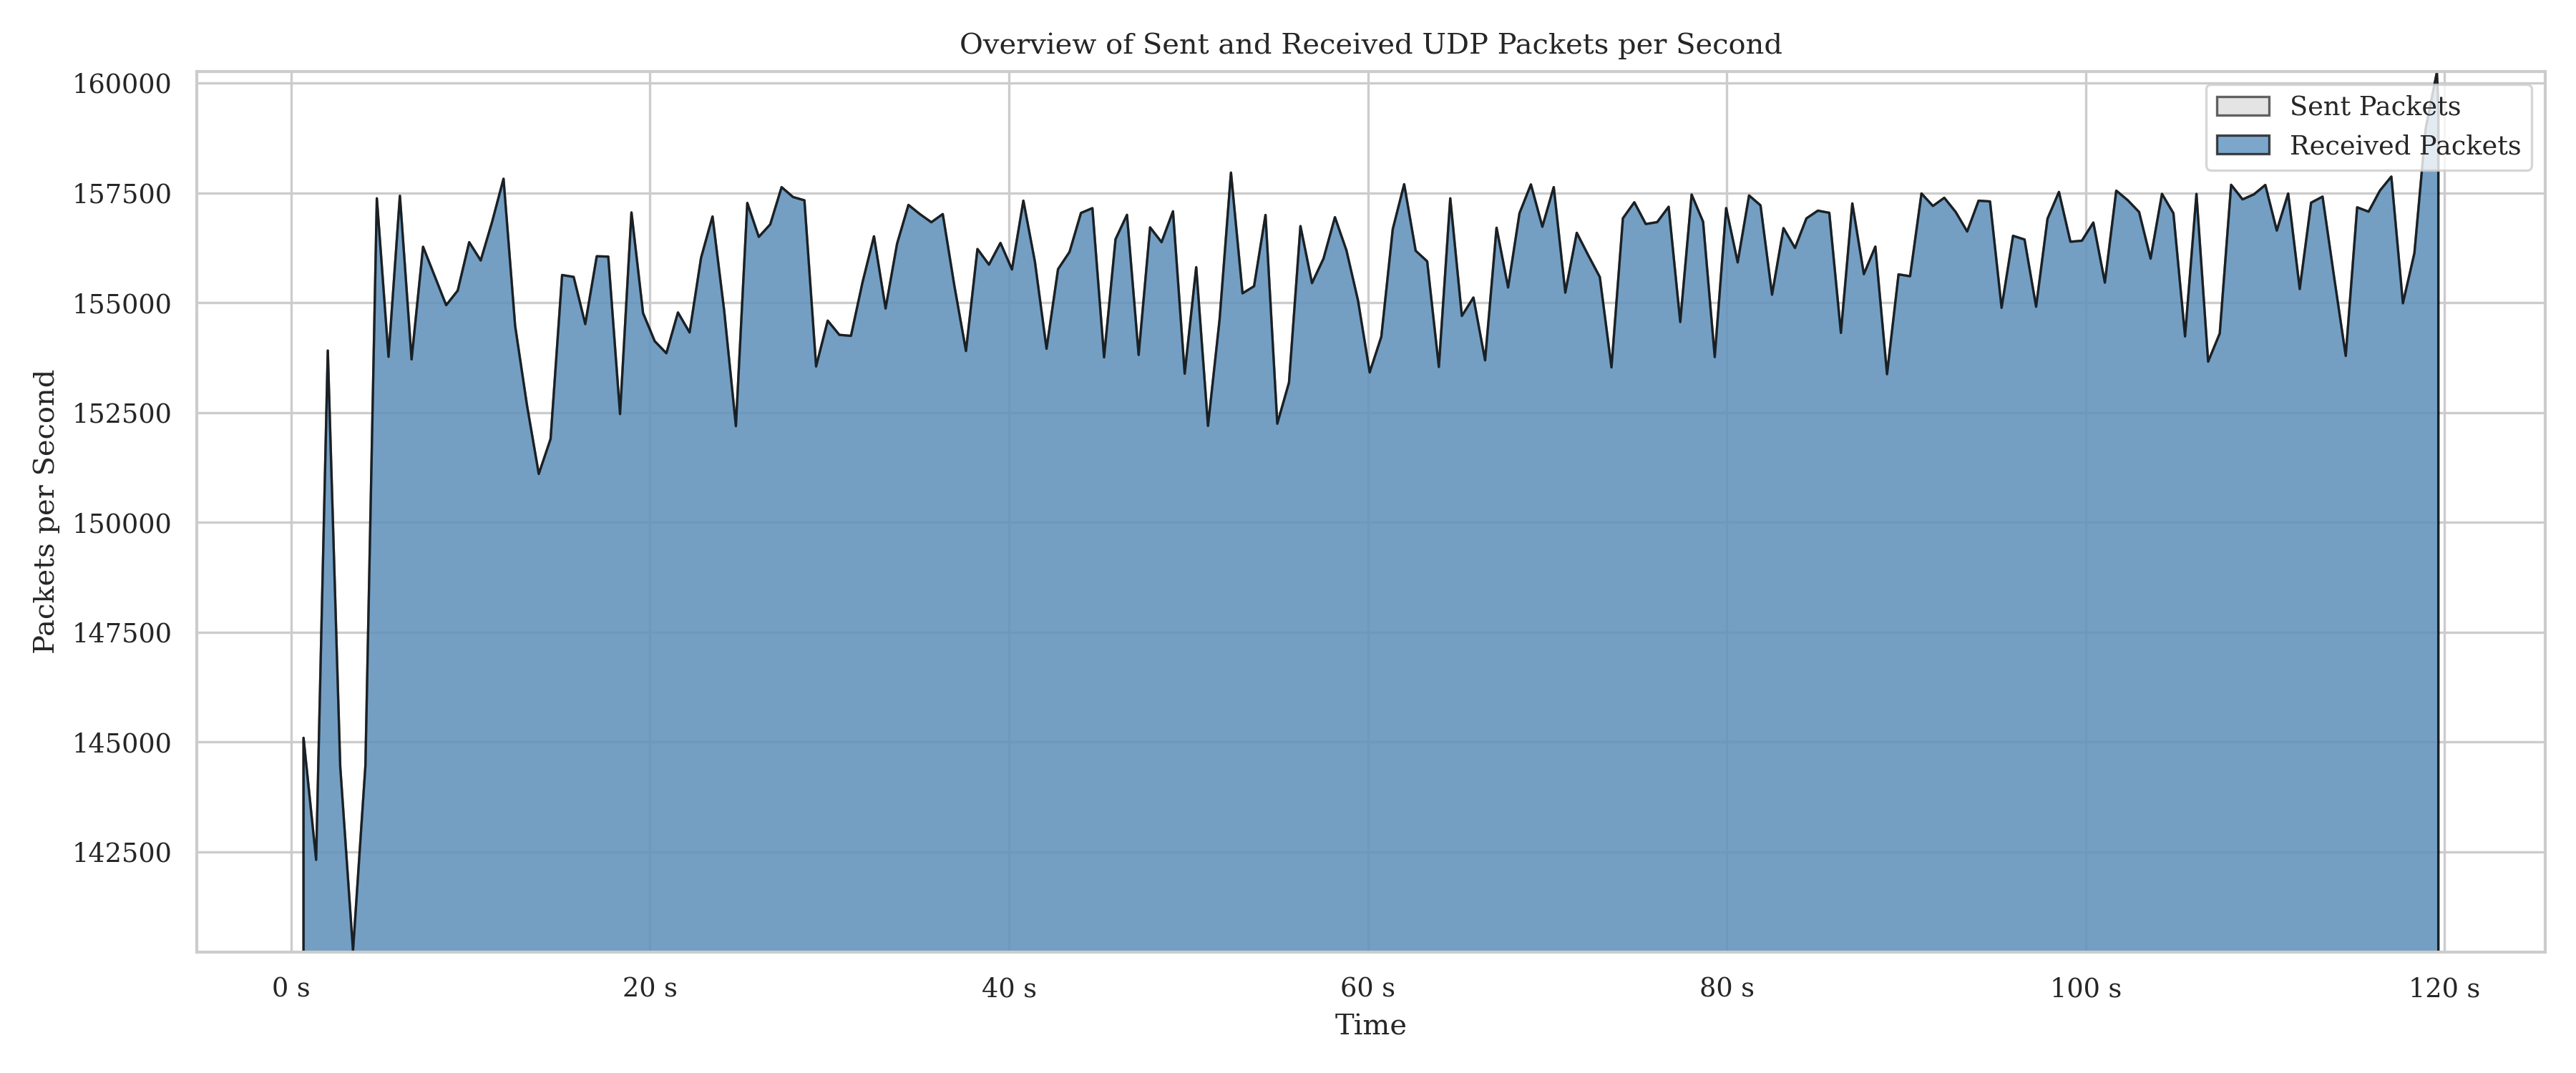 Overview of Sent and Received UDP Packets per Second
Packets per Second
160000
157500
155000
152500
150000
147500
145000
142500
Sent Packets
Received Packets
0 s
20 s
40 s
60 s
80 s
100 s
120 s
Time